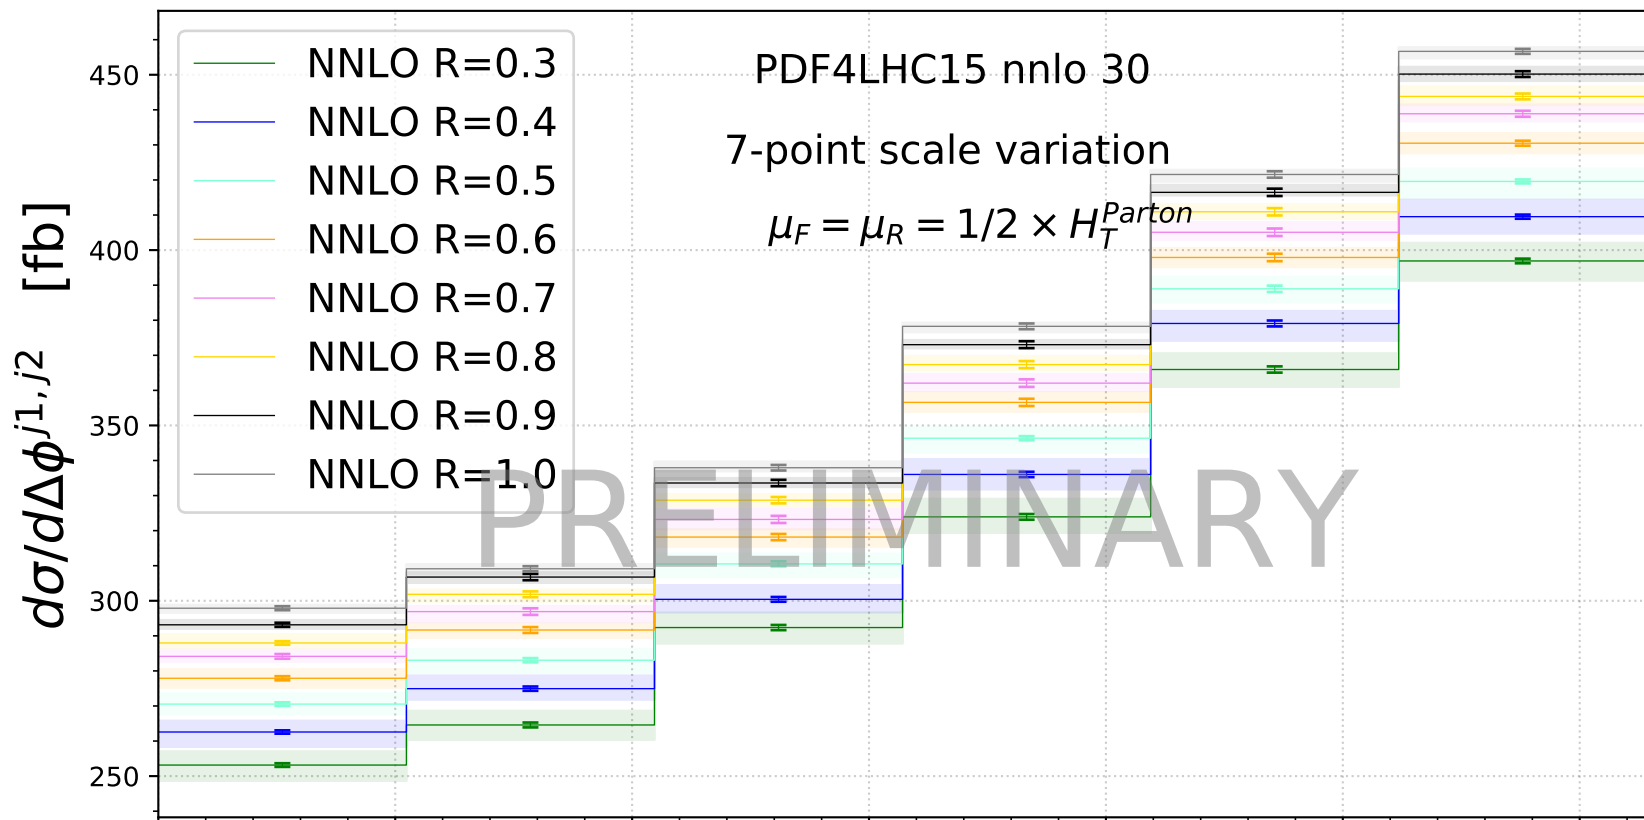 NNLO R=0.3
NNLO R=0.4
NNLO R=0.5
NNLO R=0.6
NNLO R=0.7
NNLO R=0.8
NNLO R=0.9
NNLO R=1.0
PDF4LHC15 nnlo 30
7-point scale variation
μ_F = μ_R = 1/2 × H_T^{Parton}
PRELIMINARY
dσ/dΔϕ^{j1,j2} [fb]
450
400
350
300
250